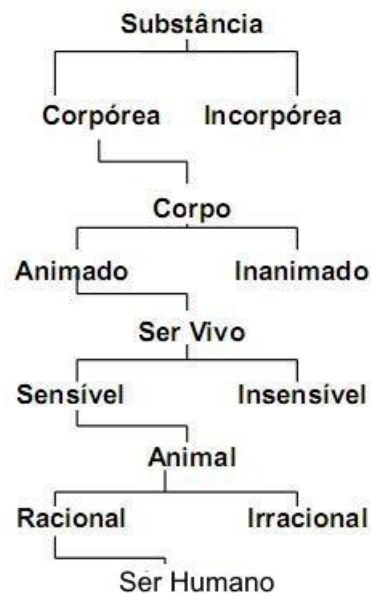 Substância
Corpórea Incorpórea
Corpo
Animado Inanimado
Ser Vivo
Sensível Insensível
Animal
Racional Irracional
Ser Humano